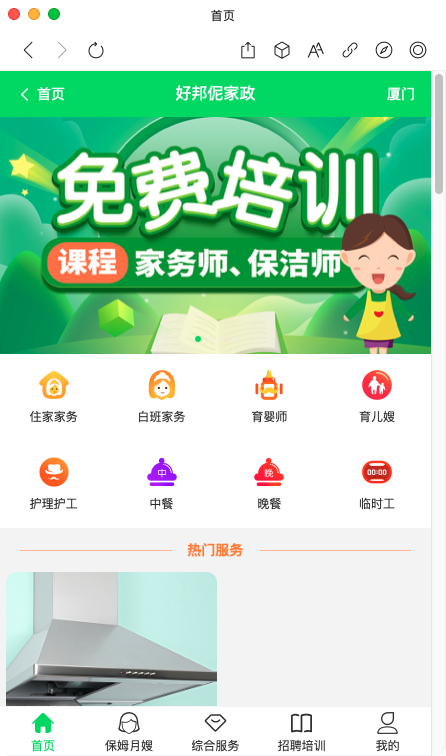 首页
首页
好邦伲家政
厦门
免费培训
课程
家务师、保洁师
住家家务
白班家务
育婴师
育儿嫂
护理护工
中
中餐
晚
晚餐
00:00
临时工
热门服务
首页
保姆月嫂
综合服务
招聘培训
我的